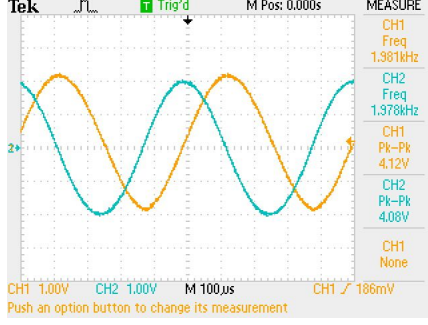 Tek T Trig'd M Pos: 0.000s MEASURE
CH1
Freq
1.981kHz
CH2
Freq
1.978kHz
CH1
Pk-Pk
4.12V
CH2
Pk-Pk
4.08V
CH1
None
2
CH1 1.00V CH2 1.00V M 100µs CH1 186mV
Push an option button to change its measurement